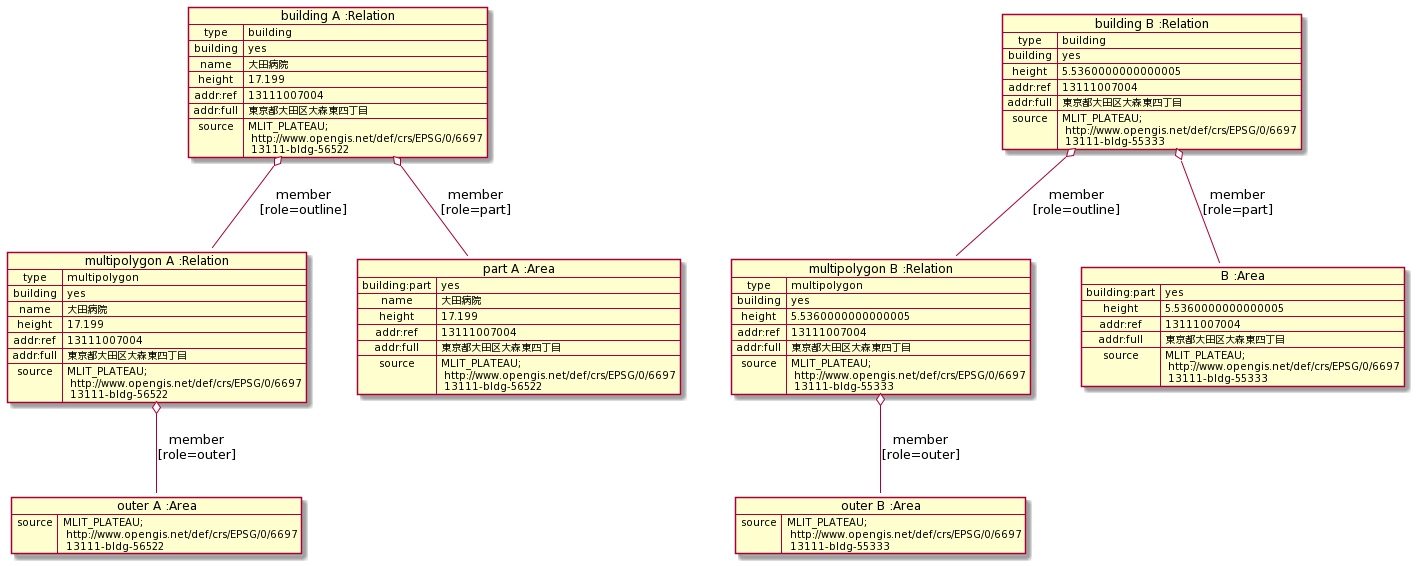 building A :Relation
type building
building yes
name 大田病院
height 17.199
addr:ref 13111007004
addr:full 東京都大田区大森東四丁目
source MLIT_PLATEAU;
http://www.opengis.net/def/crs/EPSG/0/6697
13111-bldg-56522
building B :Relation
type building
building yes
height 5.5360000000000005
addr:ref 13111007004
addr:full 東京都大田区大森東四丁目
source MLIT_PLATEAU;
http://www.opengis.net/def/crs/EPSG/0/6697
13111-bldg-55333
member
[role=outline]
member
[role=part]
member
[role=outline]
member
[role=part]
multipolygon A :Relation
type multipolygon
building yes
name 大田病院
height 17.199
addr:ref 13111007004
addr:full 東京都大田区大森東四丁目
source MLIT_PLATEAU;
http://www.opengis.net/def/crs/EPSG/0/6697
13111-bldg-56522
part A :Area
building:part yes
name 大田病院
height 17.199
addr:ref 13111007004
addr:full 東京都大田区大森東四丁目
source MLIT_PLATEAU;
http://www.opengis.net/def/crs/EPSG/0/6697
13111-bldg-56522
multipolygon B :Relation
type multipolygon
building yes
height 5.5360000000000005
addr:ref 13111007004
addr:full 東京都大田区大森東四丁目
source MLIT_PLATEAU;
http://www.opengis.net/def/crs/EPSG/0/6697
13111-bldg-55333
B :Area
building:part yes
height 5.5360000000000005
addr:ref 13111007004
addr:full 東京都大田区大森東四丁目
source MLIT_PLATEAU;
http://www.opengis.net/def/crs/EPSG/0/6697
13111-bldg-55333
member
[role=outer]
member
[role=outer]
outer A :Area
source MLIT_PLATEAU;
http://www.opengis.net/def/crs/EPSG/0/6697
13111-bldg-56522
outer B :Area
source MLIT_PLATEAU;
http://www.opengis.net/def/crs/EPSG/0/6697
13111-bldg-55333